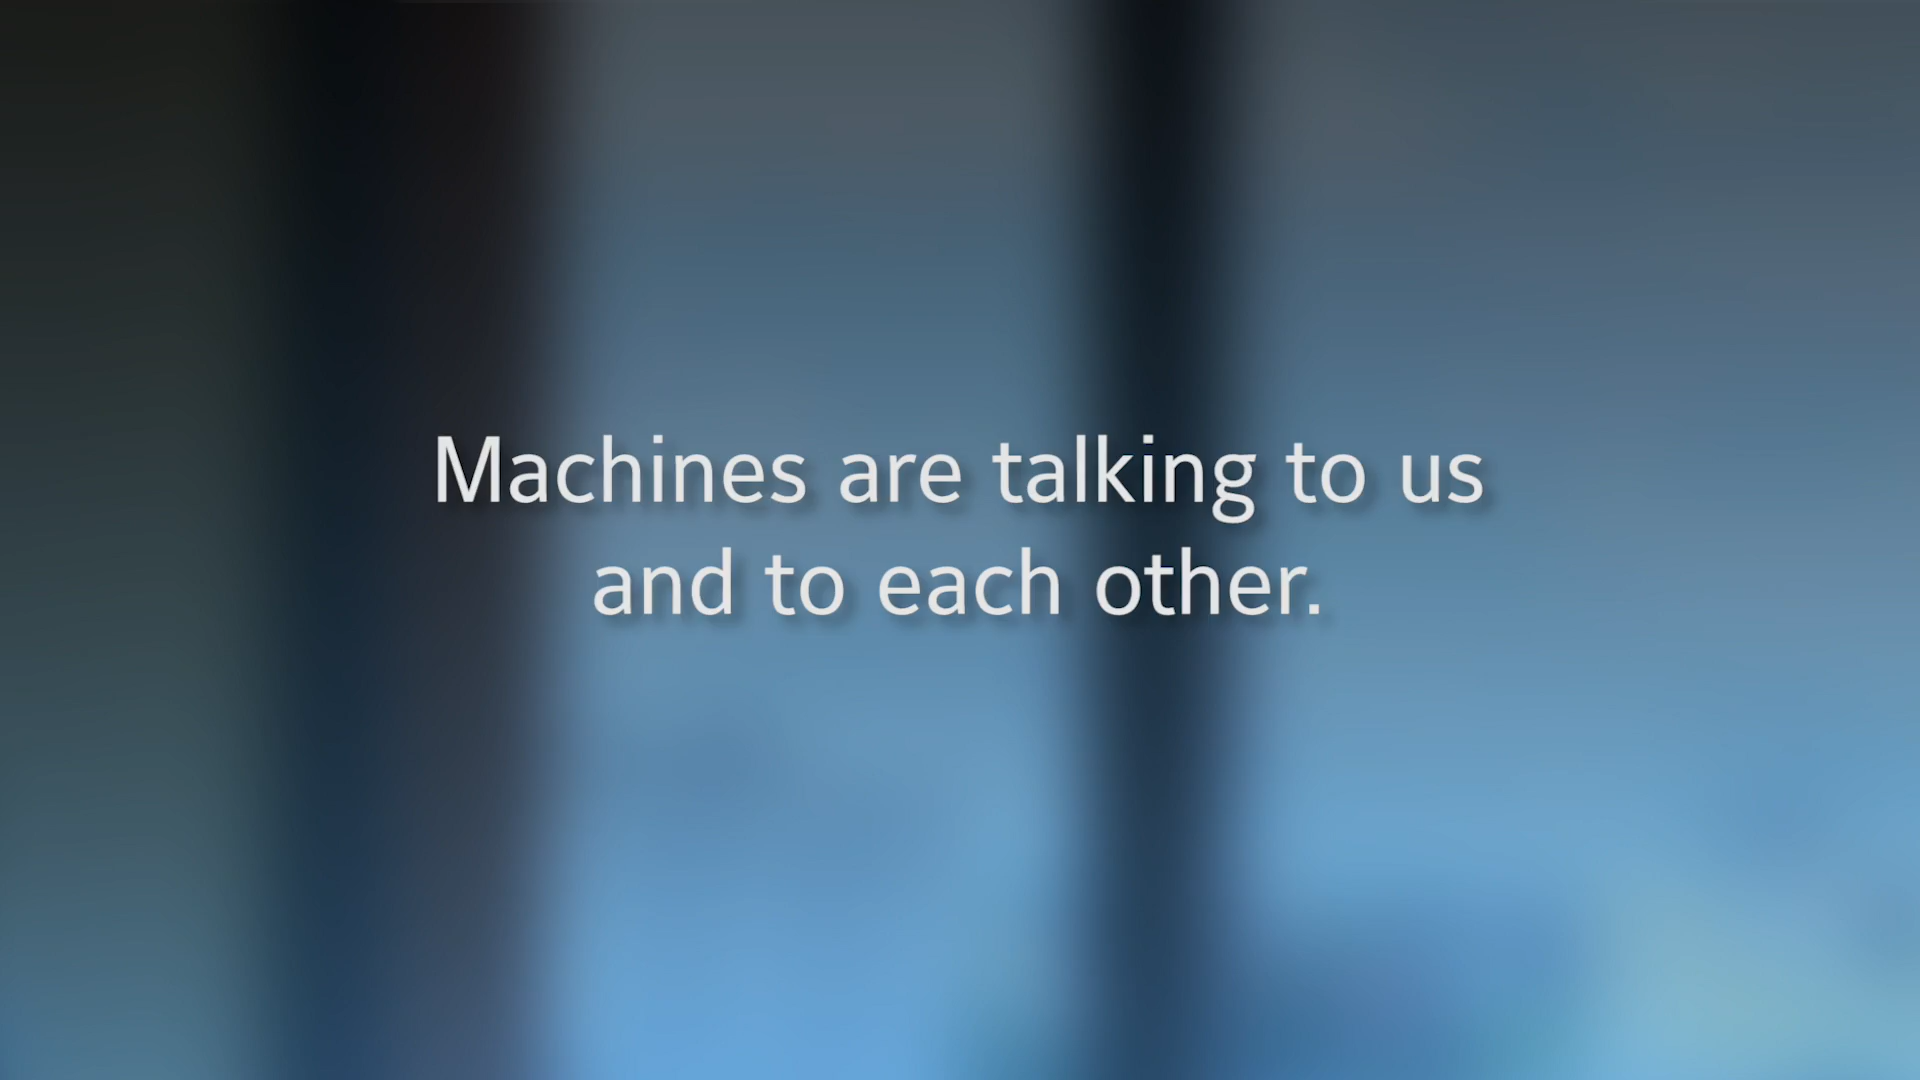 Machines are talking to us
and to each other.